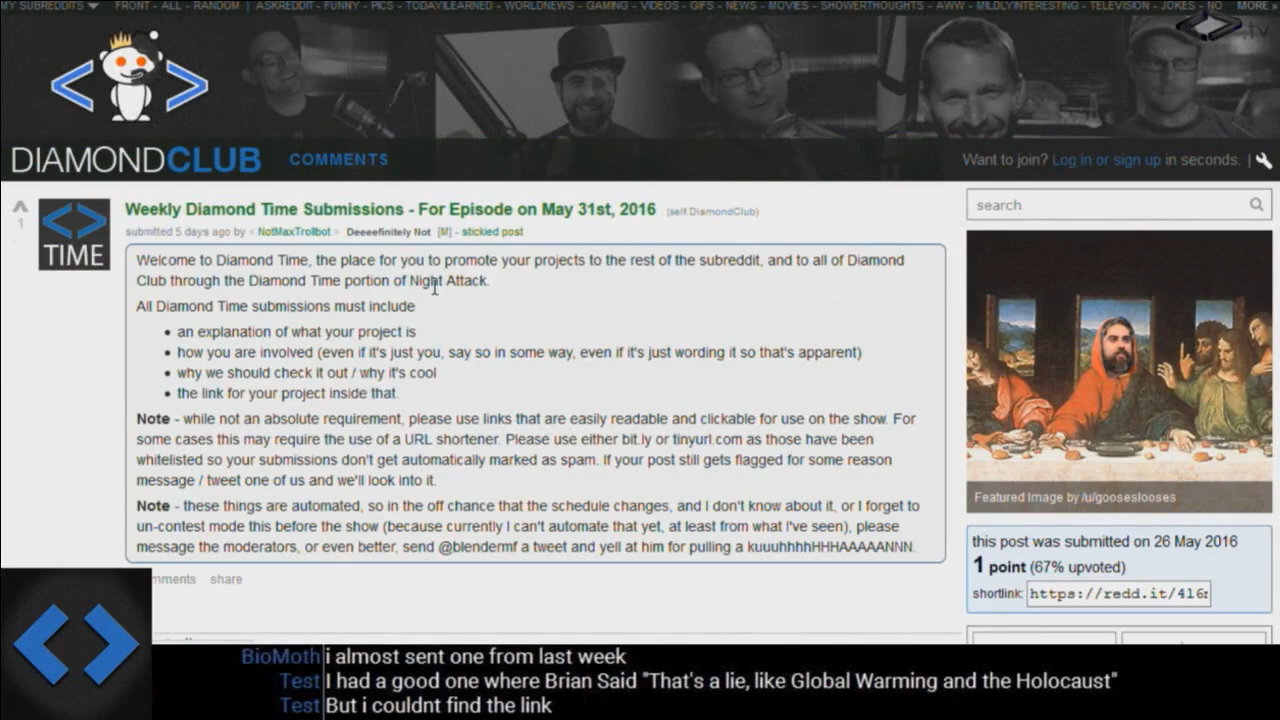 MY SUBREDDITS FRONT - ALL - RANDOM | ASKREDDIT - FUNNY - PICS - TODAYILEARNED - WORLDNEWS - GAMING - VIDEOS - GIFS - NEWS - MOVIES - SHOWERTHOUGHTS - AWW - MILDLYINTERESTING - TELEVISION - JOKES - NO MORE »
.tv
DIAMONDCLUB COMMENTS
Want to join? Log in or sign up in seconds. |
Weekly Diamond Time Submissions - For Episode on May 31st, 2016 (self.DiamondClub)
1
submitted 5 days ago by < NotMaxTrollbot > Deeeefinitely Not [M] - stickied post
TIME
Welcome to Diamond Time, the place for you to promote your projects to the rest of the subreddit, and to all of Diamond
Club through the Diamond Time portion of Night Attack.
All Diamond Time submissions must include
• an explanation of what your project is
• how you are involved (even if it's just you, say so in some way, even if it's just wording it so that's apparent)
• why we should check it out / why it's cool
• the link for your project inside that.
Note - while not an absolute requirement, please use links that are easily readable and clickable for use on the show. For
some cases this may require the use of a URL shortener. Please use either bit.ly or tinyurl.com as those have been
whitelisted so your submissions don't get automatically marked as spam. If your post still gets flagged for some reason
message / tweet one of us and we'll look into it.
Note - these things are automated, so in the off chance that the schedule changes, and I don't know about it, or I forget to
un-contest mode this before the show (because currently I can't automate that yet, at least from what I've seen), please
message the moderators, or even better, send @blendermf a tweet and yell at him for pulling a kuuuhhhhHHHAAAAANNN.
mments share
search
Featured Image by /u/gooseslooses
this post was submitted on 26 May 2016
1 point (67% upvoted)
shortlink: https://redd.it/4l6
BioMoth i almost sent one from last week
Test I had a good one where Brian Said "That's a lie, like Global Warming and the Holocaust"
Test But i couldnt find the link